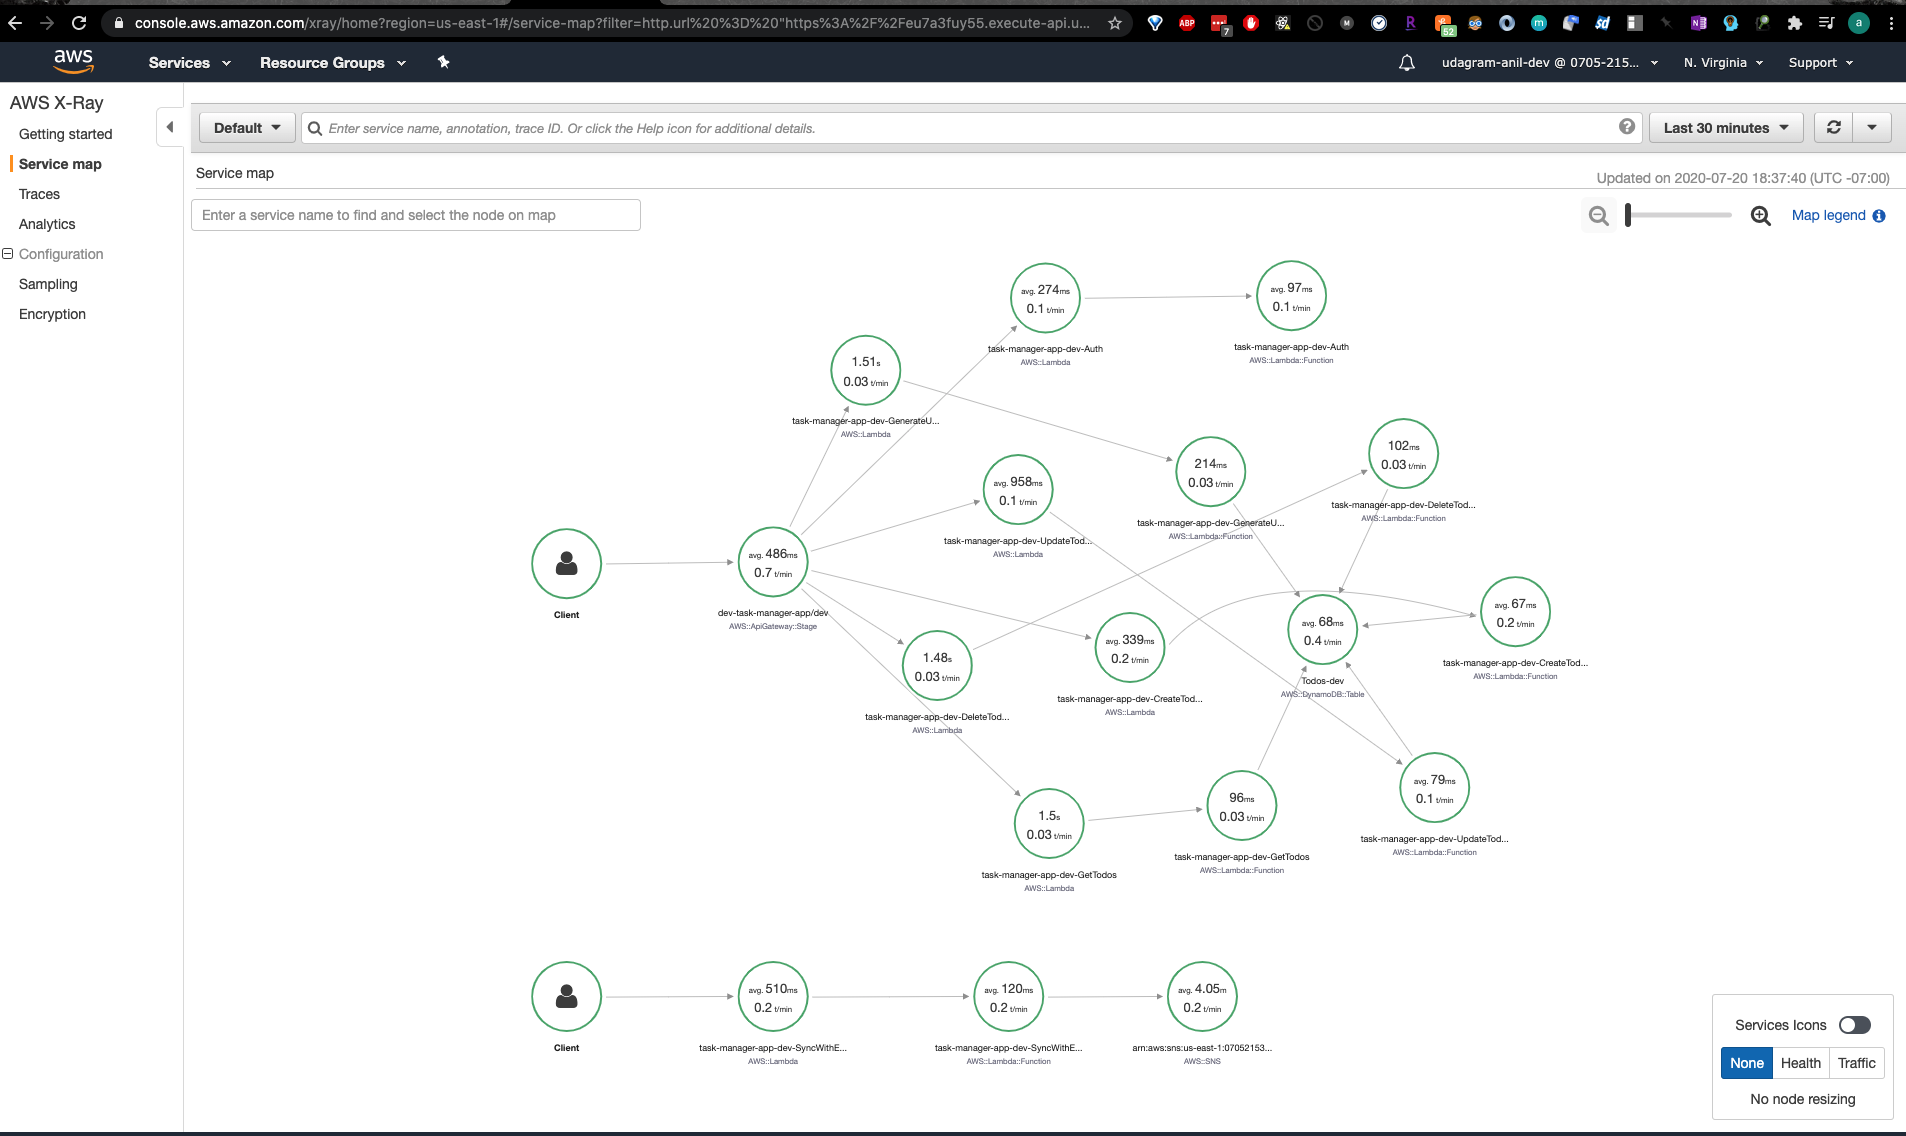 console.aws.amazon.com/xray/home?region=us-east-1#/service-map?filter=http.url%20%3D%20"https%3A%2F%2Feu7a3fuy55.execute-api.u...
ABP
7
M
R
52
m
sd
N
a
aws
Services
Resource Groups
udagram-anil-dev @ 0705-215...
N. Virginia
Support
AWS X-Ray
Getting started
Service map
Traces
Analytics
Configuration
Sampling
Encryption
Default
Enter service name, annotation, trace ID. Or click the Help icon for additional details.
?
Last 30 minutes
Service map
Updated on 2020-07-20 18:37:40 (UTC -07:00)
Enter a service name to find and select the node on map
Map legend
avg. 274ms
0.1 t/min
task-manager-app-dev-Auth
AWS::Lambda
avg. 97ms
0.1 t/min
task-manager-app-dev-Auth
AWS::Lambda::Function
1.51s
0.03 t/min
task-manager-app-dev-GenerateU...
AWS::Lambda
214ms
0.03 t/min
task-manager-app-dev-GenerateU...
AWS::Lambda::Function
102ms
0.03 t/min
task-manager-app-dev-DeleteTod...
AWS::Lambda::Function
avg. 958ms
0.1 t/min
task-manager-app-dev-UpdateTod...
AWS::Lambda
Client
avg. 486ms
0.7 t/min
dev-task-manager-app/dev
AWS::ApiGateway::Stage
1.48s
0.03 t/min
task-manager-app-dev-DeleteTod...
AWS::Lambda
avg. 339ms
0.2 t/min
task-manager-app-dev-CreateTod...
AWS::Lambda
avg. 68ms
0.4 t/min
Todos-dev
AWS::DynamoDB::Table
avg. 67ms
0.2 t/min
task-manager-app-dev-CreateTod...
AWS::Lambda::Function
1.5s
0.03 t/min
task-manager-app-dev-GetTodos
AWS::Lambda
96ms
0.03 t/min
task-manager-app-dev-GetTodos
AWS::Lambda::Function
avg. 79ms
0.1 t/min
task-manager-app-dev-UpdateTod...
AWS::Lambda::Function
Client
avg. 510ms
0.2 t/min
task-manager-app-dev-SyncWithE...
AWS::Lambda
avg. 120ms
0.2 t/min
task-manager-app-dev-SyncWithE...
AWS::Lambda::Function
avg. 4.05m
0.2 t/min
arn:aws:sns:us-east-1:07052153...
AWS::SNS
Services Icons
None
Health
Traffic
No node resizing